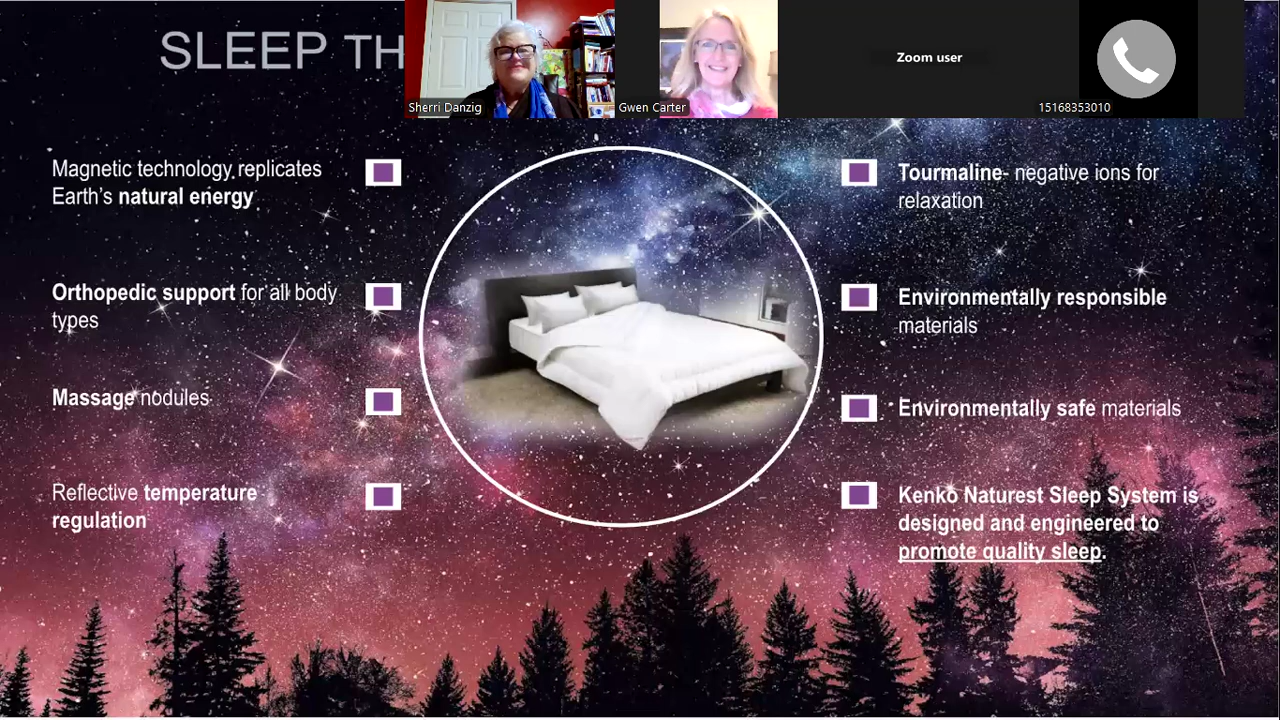 SLEEP TH
Sherri Danzig
Gwen Carter
Zoom user
15168353010
Magnetic technology replicates
Earth's natural energy
Orthopedic support for all body
types
Massage nodules
Reflective temperature
regulation
Tourmaline- negative ions for
relaxation
Environmentally responsible
materials
Environmentally safe materials
Kenko Naturest Sleep System is
designed and engineered to
promote quality sleep.